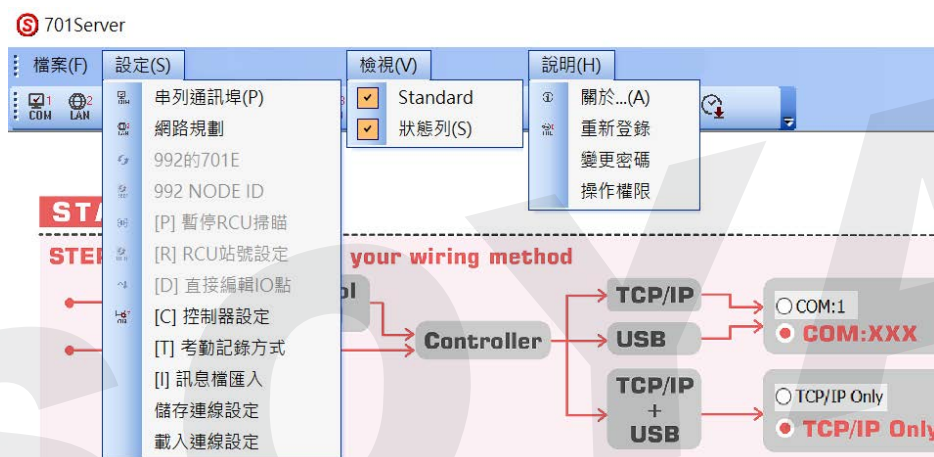 701Server
檔案(F)
設定(S)
檢視(V)
說明(H)
COM 1
LAN 2
串列通訊埠(P)
網路規劃
992的701E
992 NODE ID
[P] 暫停RCU掃瞄
[R] RCU站號設定
[D] 直接編輯IO點
[C] 控制器設定
[T] 考勤記錄方式
[I] 訊息檔匯入
儲存連線設定
載入連線設定
Standard
狀態列(S)
關於...(A)
重新登錄
變更密碼
操作權限
STA
STEP
your wiring method
ol
Controller
TCP/IP
USB
TCP/IP
+
USB
COM:1
COM:XXX
TCP/IP Only
TCP/IP Only